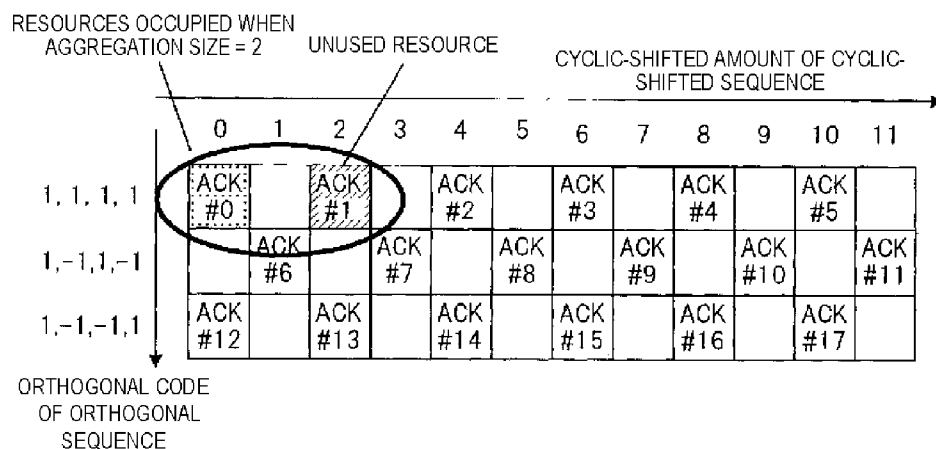 RESOURCES OCCUPIED WHEN
AGGREGATION SIZE = 2
UNUSED RESOURCE
CYCLIC-SHIFTED AMOUNT OF CYCLIC-
SHIFTED SEQUENCE
0 1 2 3 4 5 6 7 8 9 10 11
1, 1, 1, 1
ACK ACK ACK ACK ACK ACK
#0 #1 #2 #3 #4 #5
1,-1,1,-1
ACK ACK ACK ACK ACK ACK
#6 #7 #8 #9 #10 #11
1,-1,-1,1
ACK ACK ACK ACK ACK ACK
#12 #13 #14 #15 #16 #17
ORTHOGONAL CODE
OF ORTHOGONAL
SEQUENCE